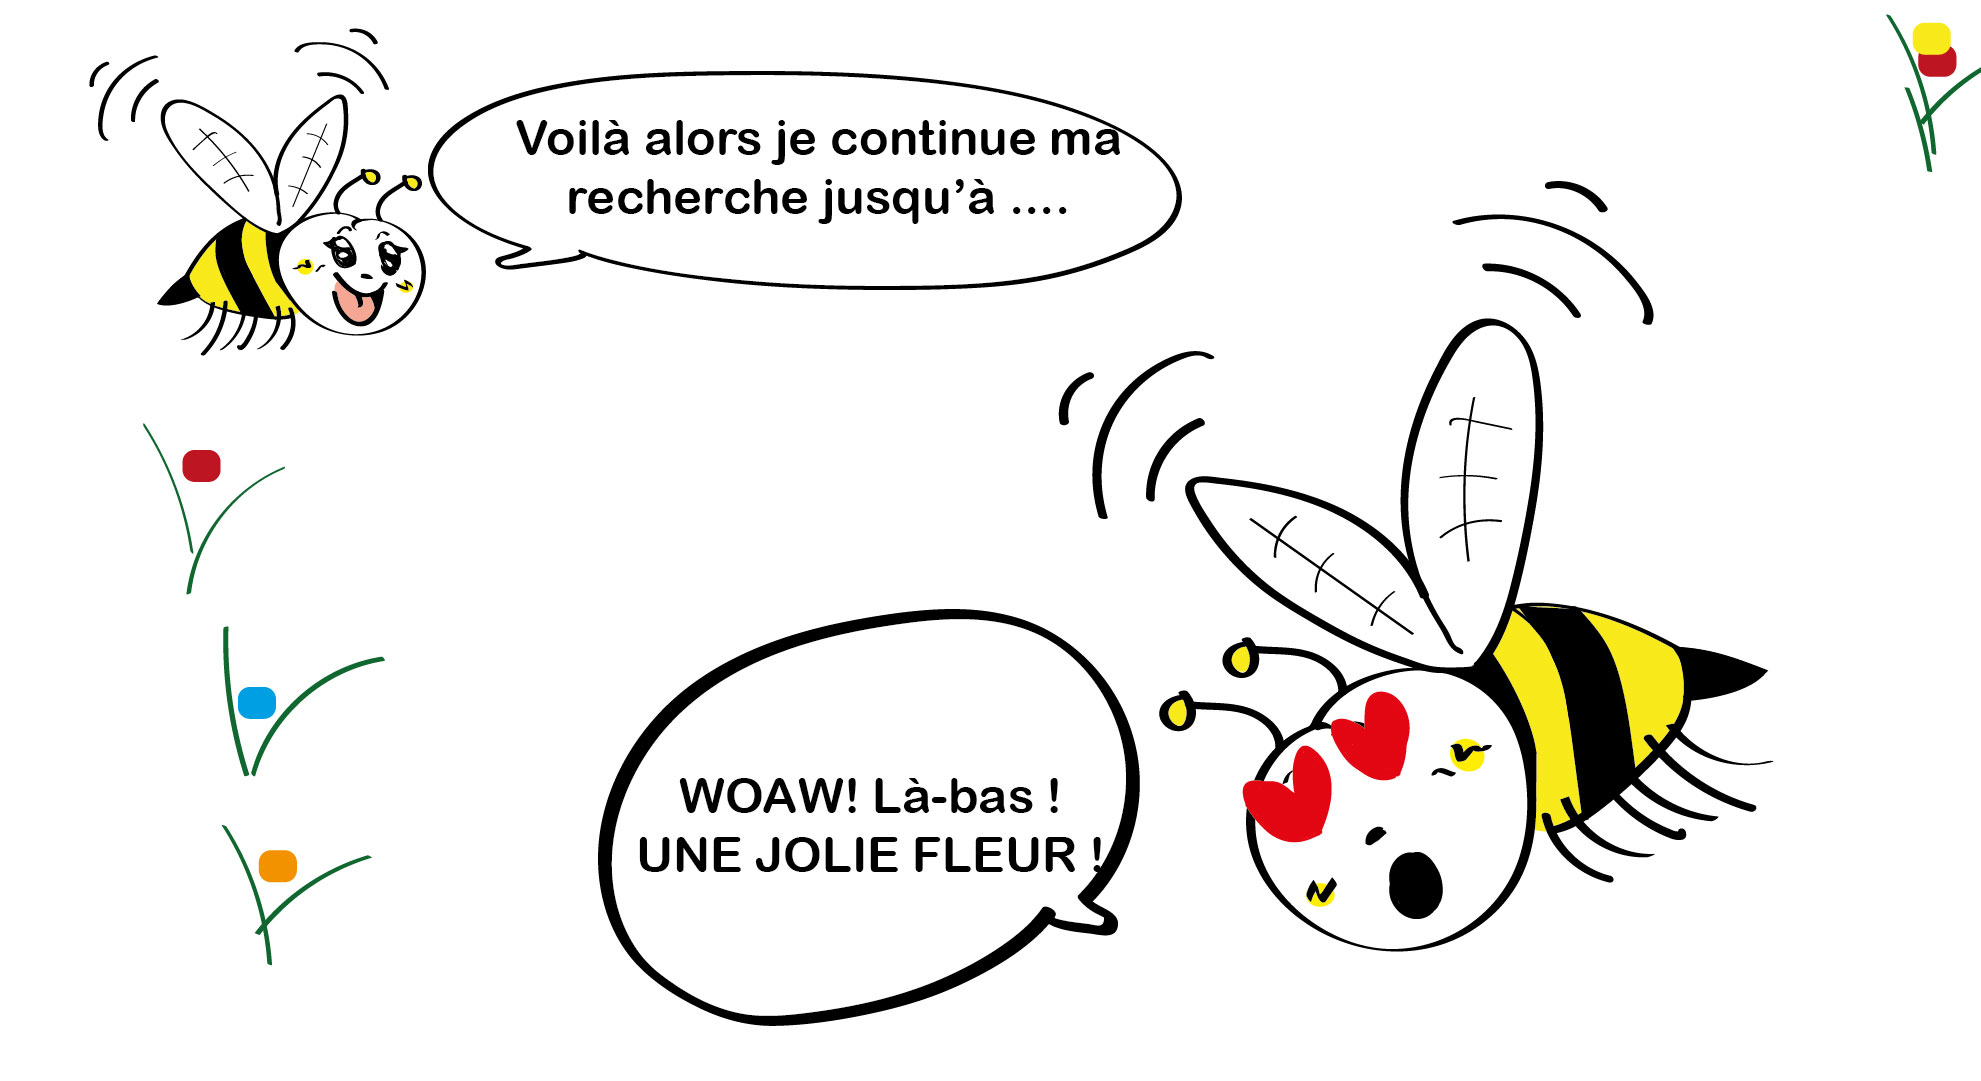 Voilà alors je continue ma
recherche jusqu’à ....
WOAW! Là-bas !
UNE JOLIE FLEUR !